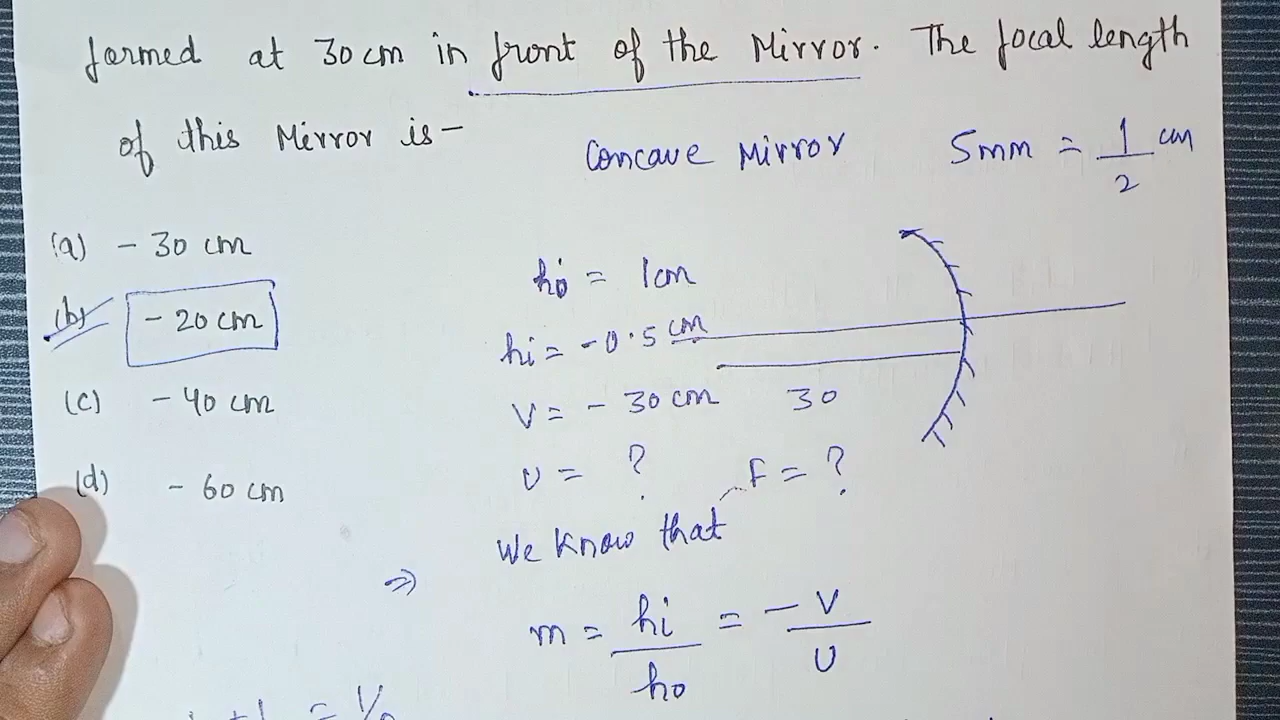 formed at 30 cm in front of the Mirror. The focal length
of this Mirror is-
Concave Mirror
5mm = 1/2 cm
(a) - 30 cm
(b) - 20 cm
(c) - 40 cm
(d) - 60 cm
ho = 1cm
hi = -0.5 cm
V = - 30 cm
30
U = ?
F = ?
We know that
⇒
m = hi/ho = -V/U